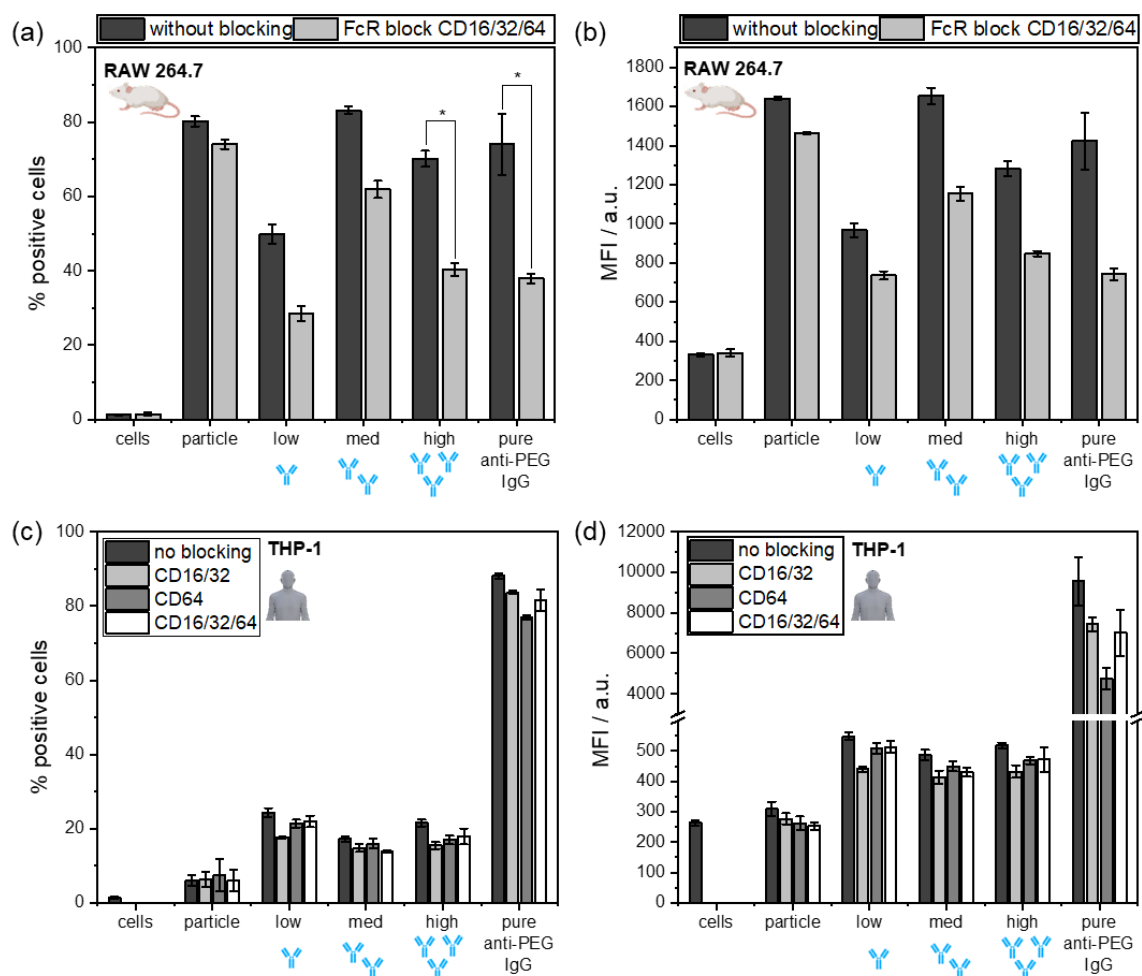 (a)
without blocking FcR block CD16/32/64
RAW 264.7
% positive cells
100
80
60
40
20
0
cells particle low med high pure
anti-PEG
IgG
* *
(b)
without blocking FcR block CD16/32/64
RAW 264.7
MFI / a.u.
1800
1600
1400
1200
1000
800
600
400
200
0
cells particle low med high pure
anti-PEG
IgG
(c)
no blocking
CD16/32
CD64
CD16/32/64
THP-1
% positive cells
100
80
60
40
20
0
cells particle low med high pure
anti-PEG
IgG
(d)
no blocking
CD16/32
CD64
CD16/32/64
THP-1
MFI / a.u.
12000
10000
8000
6000
4000
500
400
300
200
100
0
cells particle low med high pure
anti-PEG
IgG